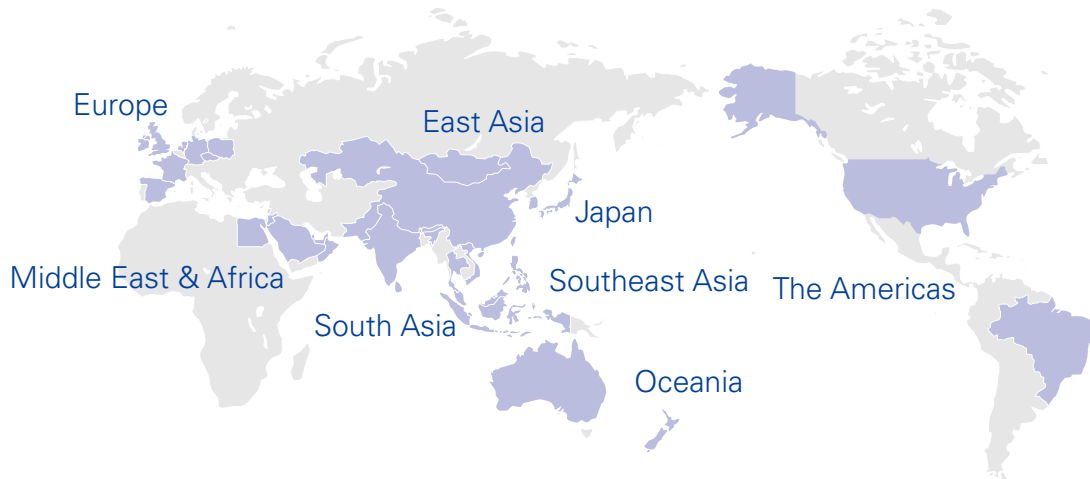 Europe
East Asia
Japan
Middle East & Africa
Southeast Asia
The Americas
South Asia
Oceania